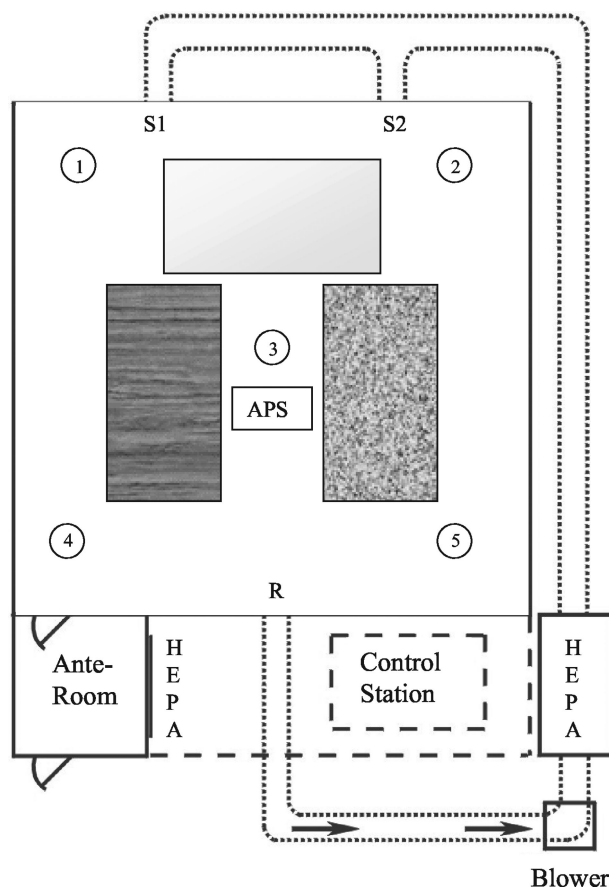 S1
S2
1
2
3
APS
4
5
R
Ante-
Room
H
E
P
A
Control
Station
H
E
P
A
Blower